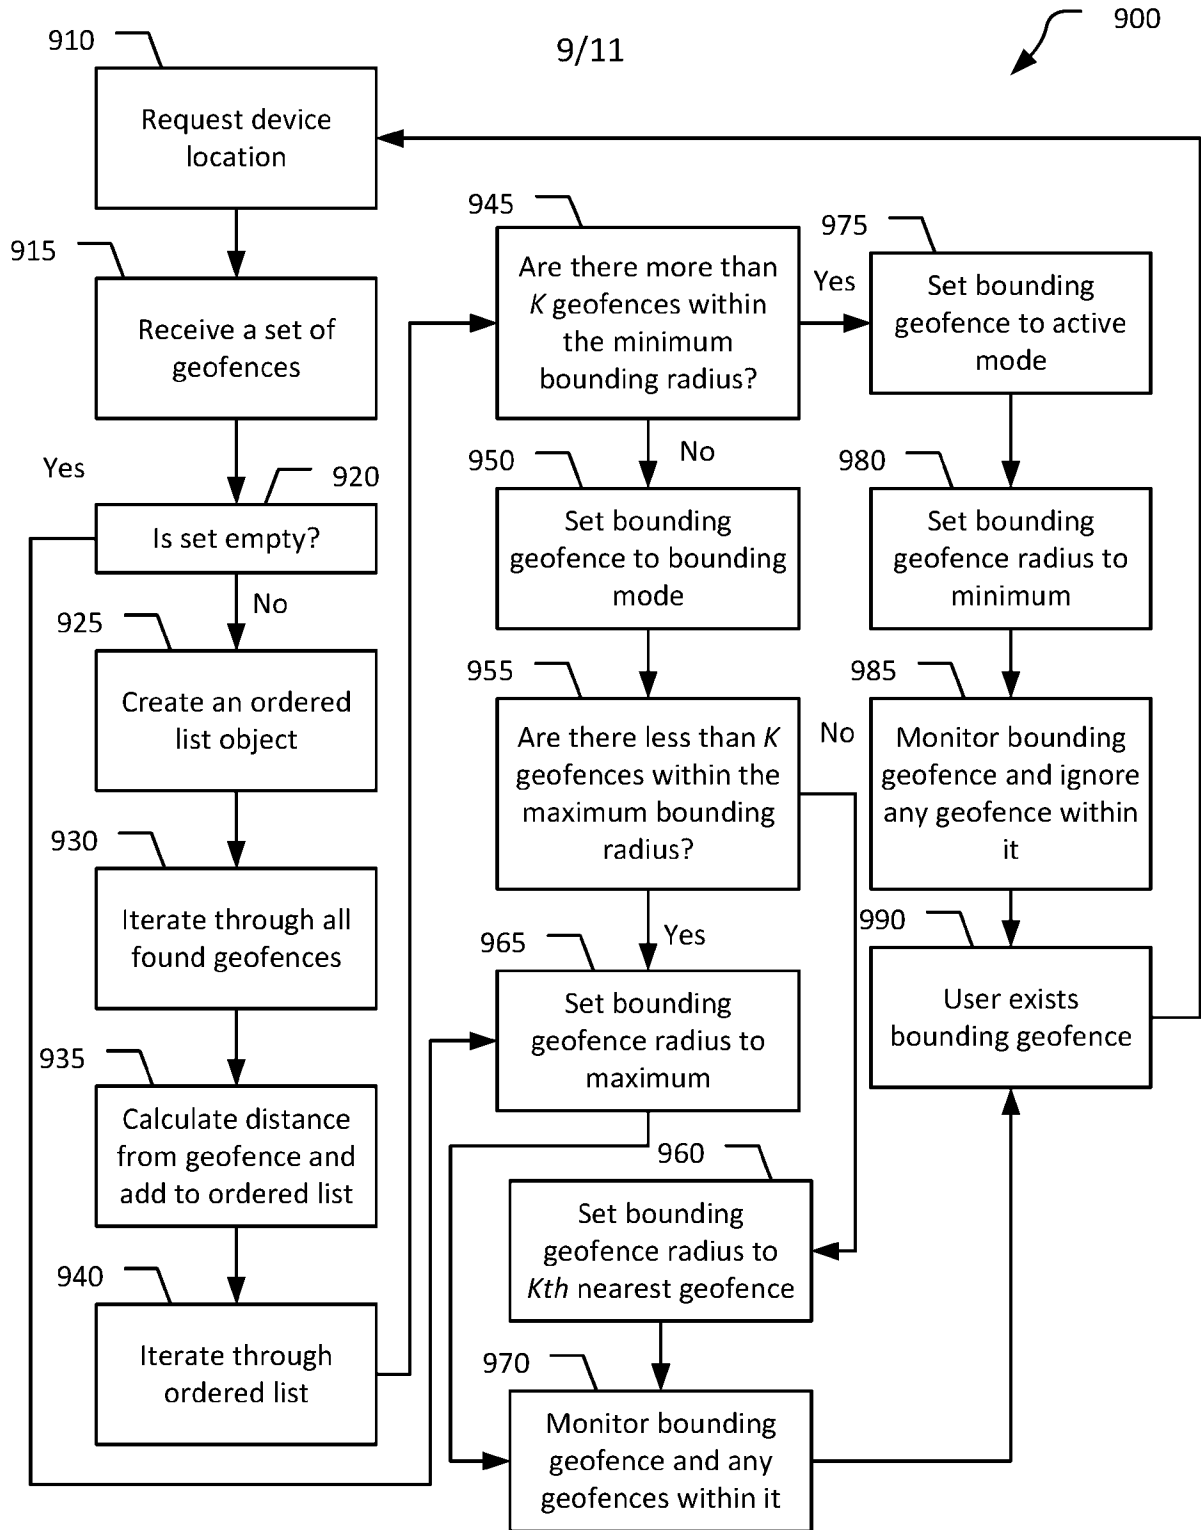 9/11
900
910
Request device
location
915
Receive a set of
geofences
Yes
920
Is set empty?
No
925
Create an ordered
list object
930
Iterate through all
found geofences
935
Calculate distance
from geofence and
add to ordered list
940
Iterate through
ordered list
945
Are there more than
K geofences within
the minimum
bounding radius?
Yes
No
950
Set bounding
geofence to bounding
mode
955
Are there less than K
geofences within the
maximum bounding
radius?
No
Yes
965
Set bounding
geofence radius to
maximum
960
Set bounding
geofence radius to
Kth nearest geofence
970
Monitor bounding
geofence and any
geofences within it
975
Set bounding
geofence to active
mode
980
Set bounding
geofence radius to
minimum
985
Monitor bounding
geofence and ignore
any geofence within
it
990
User exists
bounding geofence